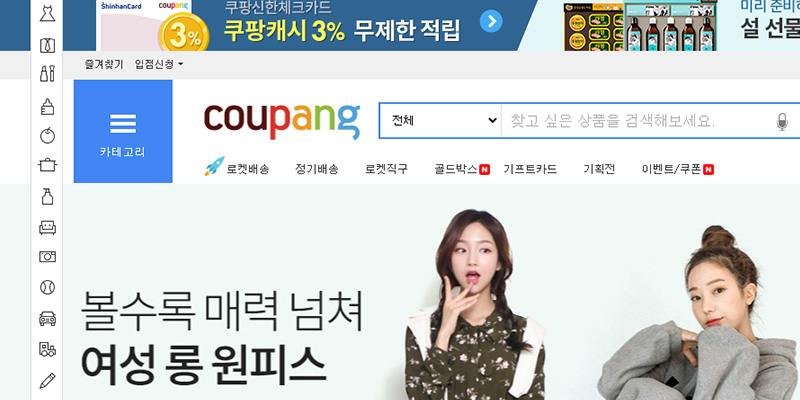 ShinhanCard coupang
3%
쿠팡신한체크카드
쿠팡캐시 3% 무제한 적립
미리 준비하
설 선물
즐겨찾기 입점신청
카테고리
coupang
전체
찾고 싶은 상품을 검색해보세요.
로켓배송 정기배송 로켓직구 골드박스 N 기프트카드 기획전 이벤트/쿠폰 N
볼수록 매력 넘쳐
여성 롱 원피스